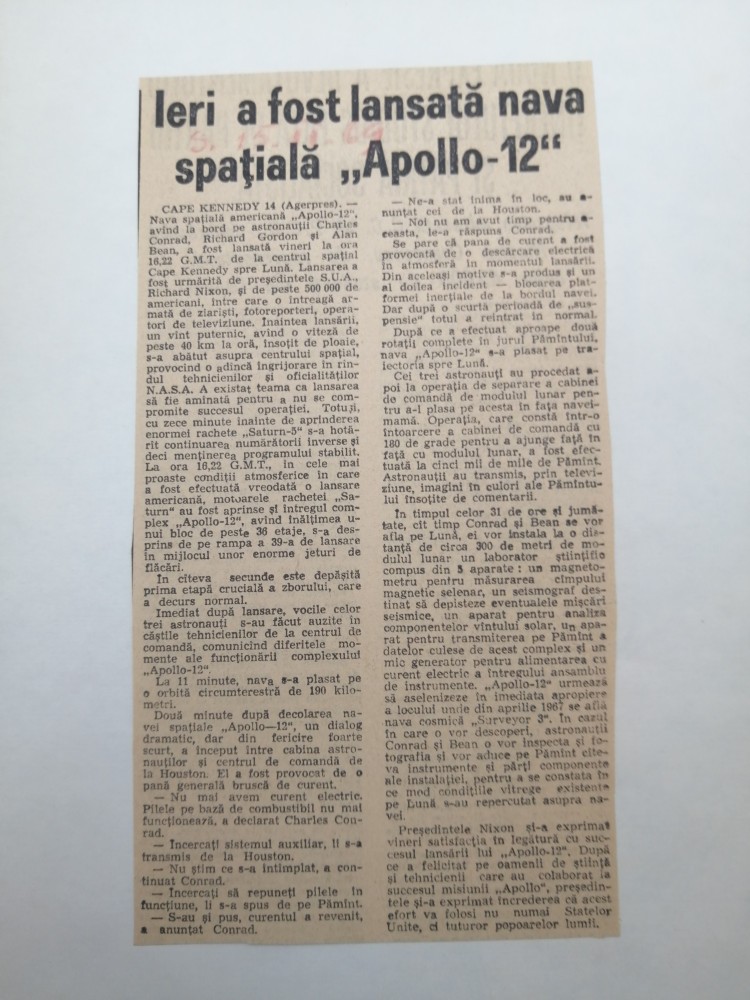 Ieri a fost lansată nava
spaţială „Apollo-12“
S. 15.11.69
CAPE KENNEDY 14 (Agerpres). —
Nava spaţială americană „Apollo-12“,
avînd la bord pe astronauţii Charles
Conrad, Richard Gordon şi Alan
Bean, a fost lansată vineri la ora
16,22 G.M.T. de la centrul spaţial
Cape Kennedy spre Lună. Lansarea a
fost urmărită de preşedintele S.U.A.,
Richard Nixon, şi de peste 500 000 de
americani, între care o întreagă ar-
mată de ziarişti, fotoreporteri, opera-
tori de televiziune. Înaintea lansării,
un vînt puternic, avînd o viteză de
peste 40 km la oră, însoţit de ploaie,
s-a abătut asupra centrului spaţial,
provocînd o adîncă îngrijorare în rîn-
dul tehnicienilor şi oficialităţilor
N.A.S.A. A existat teama ca lansarea
să fie amînată pentru a nu se com-
promite succesul operaţiei. Totuşi,
cu zece minute înainte de aprinderea
enormei rachete „Saturn-5“ s-a hotă-
rît continuarea numărătorii inverse şi
deci menţinerea programului stabilit.
La ora 16,22 G.M.T., în cele mai
proaste condiţii atmosferice în care
a fost efectuată vreodată o lansare
americană, motoarele rachetei „Sa-
turn“ au fost aprinse şi întregul com-
plex „Apollo-12“, avînd înălţimea u-
nui bloc de peste 36 etaje, s-a des-
prins de pe rampa a 39-a de lansare
în mijlocul unor enorme jeturi de
flăcări.
În cîteva secunde este depăşită
prima etapă crucială a zborului, care
a decurs normal.
Imediat după lansare, vocile celor
trei astronauţi s-au făcut auzite în
căştile tehnicienilor de la centrul de
comandă, comunicînd diferitele mo-
mente ale funcţionării complexului
„Apollo-12“.
La 11 minute, nava s-a plasat pe
o orbită circumterestră de 190 kilo-
metri.
Două minute după decolarea na-
vei spaţiale „Apollo—12“, un dialog
dramatic, dar din fericire foarte
scurt, a început între cabina astro-
nauţilor şi centrul de comandă de
la Houston. El a fost provocat de o
pană generală bruscă de curent.
— Nu mai avem curent electric.
Pilele pe bază de combustibil nu mai
funcţionează, a declarat Charles Con-
rad.
— Încercaţi sistemul auxiliar, li s-a
transmis de la Houston.
— Nu ştim ce s-a întîmplat, a con-
tinuat Conrad.
— Încercaţi să repuneţi pilele în
funcţiune, li s-a spus de pe Pămînt.
— S-au şi pus, curentul a revenit,
a anunţat Conrad.
— Ne-a stat inima în loc, au a-
nunţat cei de la Houston.
— Noi nu am avut timp pentru a-
ceasta, le-a răspuns Conrad.
Se pare că pana de curent a fost
provocată de o descărcare electrică
în atmosferă în momentul lansării.
Din aceleaşi motive s-a produs şi un
al doilea incident — blocarea plat-
formei inerţiale de la bordul navei.
Dar după o scurtă perioadă de „sus-
pensie“ totul a reintrat în normal.
După ce a efectuat aproape două
rotaţii complete în jurul Pămîntului,
nava „Apollo-12“ s-a plasat pe tra-
iectoria spre Lună.
Cei trei astronauţi au procedat a-
poi la operaţia de separare a cabinei
de comandă de modulul lunar pen-
tru a-l plasa pe acesta în faţa navei-
mamă. Operaţia, care constă într-o
întoarcere a cabinei de comandă cu
180 de grade pentru a ajunge faţă în
faţă cu modulul lunar, a fost efec-
tuată la cinci mii de mile de Pămînt.
Astronauţii au transmis, prin televi-
ziune, imagini în culori ale Pămîntu-
lui însoţite de comentarii.
În timpul celor 31 de ore şi jumă-
tate, cît timp Conrad şi Bean se vor
afla pe Lună, ei vor instala la o dis-
tanţă de circa 300 de metri de mo-
dulul lunar un laborator ştiinţific
compus din 5 aparate : un magneto-
metru pentru măsurarea cîmpului
magnetic selenar, un seismograf des-
tinat să depisteze eventualele mişcări
seismice, un aparat pentru analiza
componentelor vîntului solar, un apa-
rat pentru transmiterea pe Pămînt a
datelor culese de acest complex şi un
mic generator pentru alimentarea cu
curent electric a întregului ansamblu
de instrumente. „Apollo-12“ urmează
să aselenizeze în imediata apropiere
a locului unde din aprilie 1967 se află
nava cosmică „Surveyor 3“. În cazul
în care o vor descoperi, astronauţii
Conrad şi Bean o vor inspecta şi fo-
tografia şi vor aduce pe Pămînt cîte-
va instrumente şi părţi componente
ale instalaţiei, pentru a se constata în
ce mod condiţiile vitrege existente
pe Lună s-au repercutat asupra na-
vei.
Preşedintele Nixon şi-a exprimat
vineri satisfacţia în legătură cu suc-
cesul lansării lui „Apollo-12“. După
ce a felicitat pe oamenii de ştiinţă
şi tehnicienii care au colaborat la
succesul misiunii „Apollo“, preşedin-
tele şi-a exprimat încrederea că acest
efort va folosi nu numai Statelor
Unite, ci tuturor popoarelor lumii.